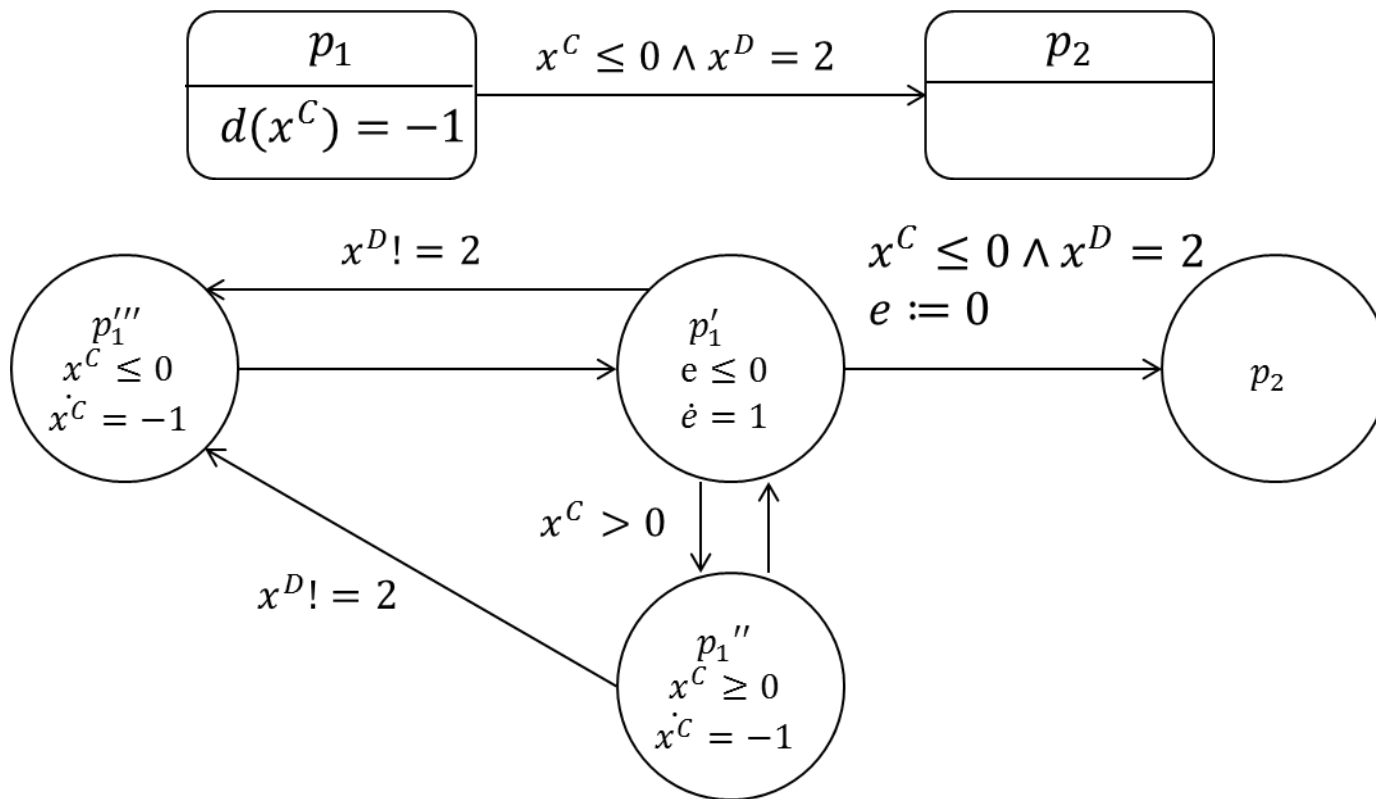 p₁
d(x^C) = −1
x^C ≤ 0 ∧ x^D = 2
p₂
x^D! = 2
x^C ≤ 0 ∧ x^D = 2
e ≔ 0
p₁′′′
x^C ≤ 0
ẋ^C = −1
p₁′
e ≤ 0
ė = 1
p₂
x^C > 0
x^D! = 2
p₁′′
x^C ≥ 0
ẋ^C = −1